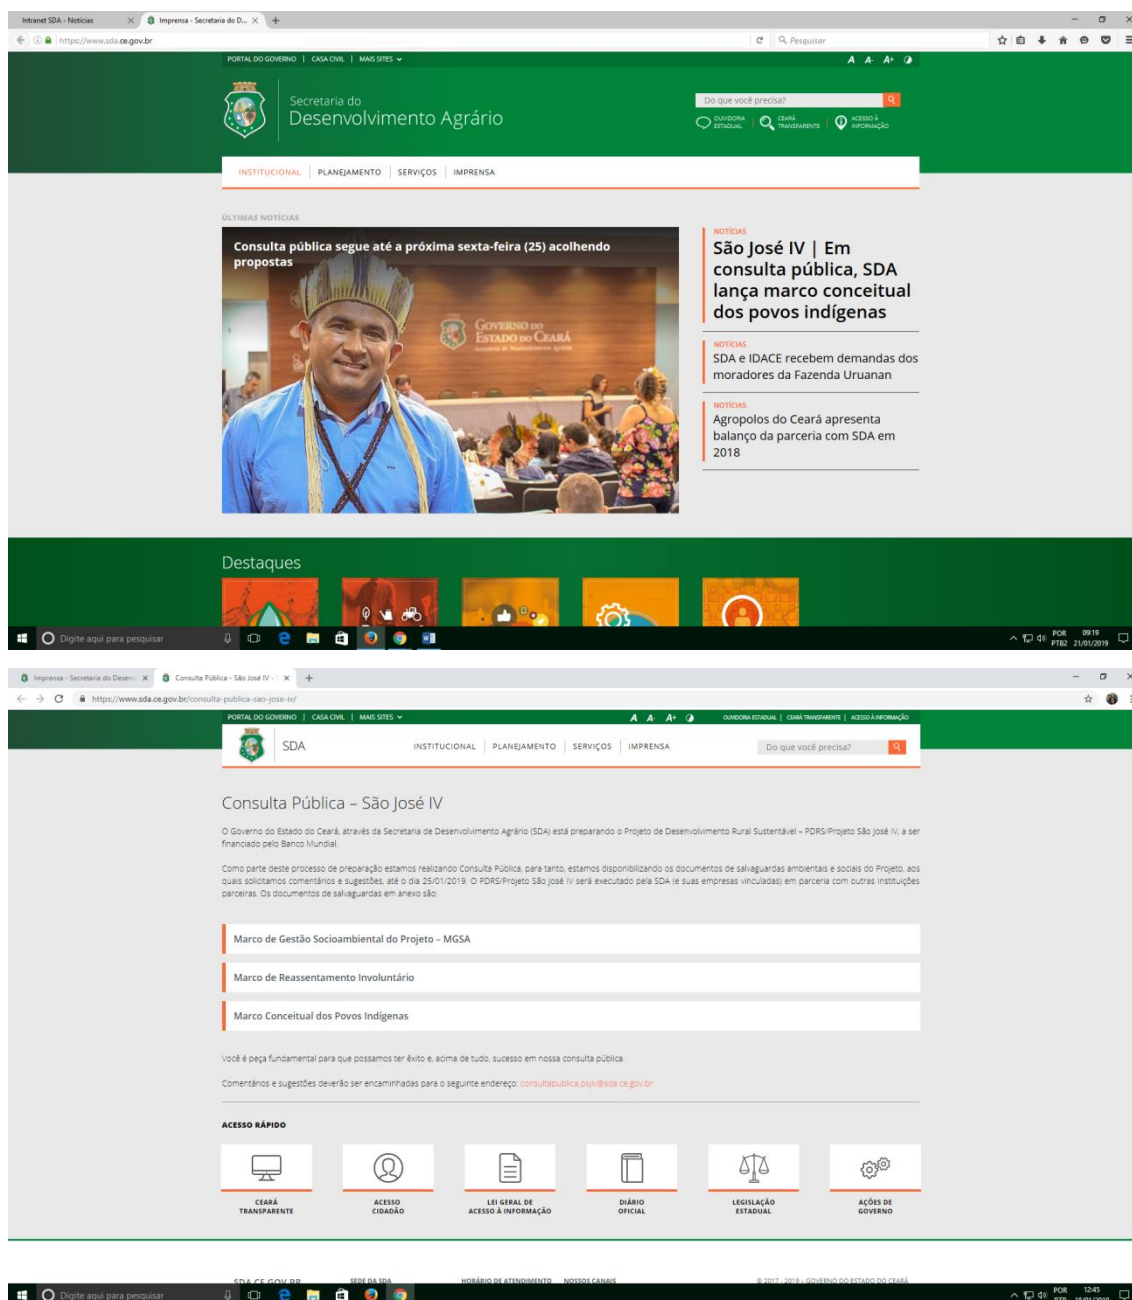 Intranet SDA - Notícias
Imprensa - Secretaria do D...
https://www.sda.ce.gov.br
Pesquisar
PORTAL DO GOVERNO | CASA CIVIL | MAIS SITES
A A- A+
Secretaria do
Desenvolvimento Agrário
Do que você precisa?
OUVIDORIA ESTADUAL
CEARÁ TRANSPARENTE
ACESSO À INFORMAÇÃO
INSTITUCIONAL | PLANEJAMENTO | SERVIÇOS | IMPRENSA
ÚLTIMAS NOTÍCIAS
Consulta pública segue até a próxima sexta-feira (25) acolhendo
propostas
GOVERNO DO
ESTADO DO CEARÁ
Secretaria do Desenvolvimento Agrário
NOTÍCIAS
São José IV | Em
consulta pública, SDA
lança marco conceitual
dos povos indígenas
NOTÍCIAS
SDA e IDACE recebem demandas dos
moradores da Fazenda Uruanan
NOTÍCIAS
Agropolos do Ceará apresenta
balanço da parceria com SDA em
2018
Destaques
Digite aqui para pesquisar
POR
PTB2
09:19
21/01/2019
Imprensa - Secretaria do Desen
Consulta Pública - São José IV -
https://www.sda.ce.gov.br/consulta-publica-sao-jose-iv/
PORTAL DO GOVERNO | CASA CIVIL | MAIS SITES
A A- A+
OUVIDORIA ESTADUAL | CEARÁ TRANSPARENTE | ACESSO À INFORMAÇÃO
SDA
INSTITUCIONAL | PLANEJAMENTO | SERVIÇOS | IMPRENSA
Do que você precisa?
Consulta Pública – São José IV
O Governo do Estado do Ceará, através da Secretaria de Desenvolvimento Agrário (SDA) está preparando o Projeto de Desenvolvimento Rural Sustentável – PDRS/Projeto São José IV, a ser
financiado pelo Banco Mundial.
Como parte deste processo de preparação estamos realizando Consulta Pública, para tanto, estamos disponibilizando os documentos de salvaguardas ambientais e sociais do Projeto, aos
quais solicitamos comentários e sugestões, até o dia 25/01/2019. O PDRS/Projeto São José IV será executado pela SDA (e suas empresas vinculadas) em parceria com outras instituições
parceiras. Os documentos de salvaguardas em anexo são:
Marco de Gestão Socioambiental do Projeto – MGSA
Marco de Reassentamento Involuntário
Marco Conceitual dos Povos Indígenas
Você é peça fundamental para que possamos ter êxito e, acima de tudo, sucesso em nossa consulta pública.
Comentários e sugestões deverão ser encaminhadas para o seguinte endereço: consultapublica.psjiv@sda.ce.gov.br
ACESSO RÁPIDO
CEARÁ
TRANSPARENTE
ACESSO
CIDADÃO
LEI GERAL DE
ACESSO À INFORMAÇÃO
DIÁRIO
OFICIAL
LEGISLAÇÃO
ESTADUAL
AÇÕES DE
GOVERNO
SDA.CE.GOV.BR
SEDE DA SDA
HORÁRIO DE ATENDIMENTO
NOSSOS CANAIS
© 2017 - 2019 – GOVERNO DO ESTADO DO CEARÁ
Digite aqui para pesquisar
POR
12:45